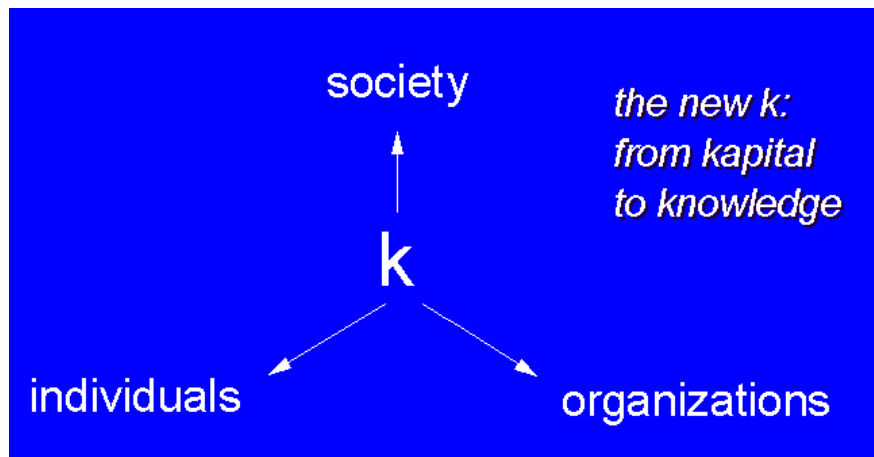 society
the new k:
from kapital
to knowledge
k
individuals
organizations